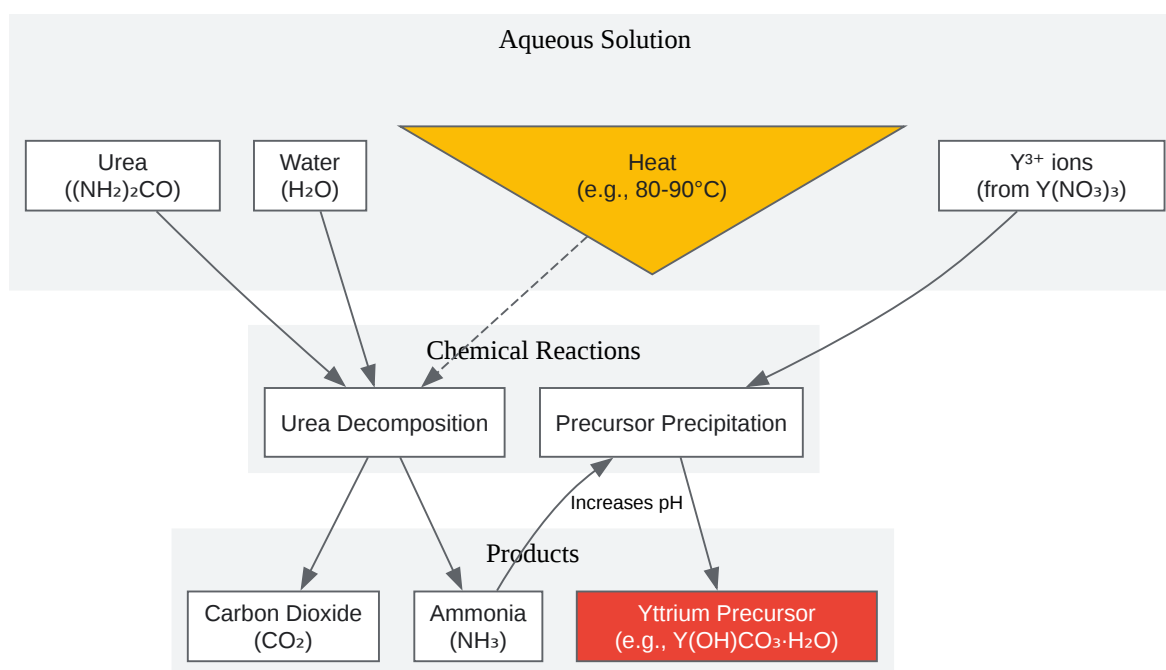 Aqueous Solution
Urea
((NH₂)₂CO)
Water
(H₂O)
Heat
(e.g., 80-90°C)
Y³⁺ ions
(from Y(NO₃)₃)
Chemical Reactions
Urea Decomposition
Precursor Precipitation
Increases pH
Products
Carbon Dioxide
(CO₂)
Ammonia
(NH₃)
Yttrium Precursor
(e.g., Y(OH)CO₃·H₂O)